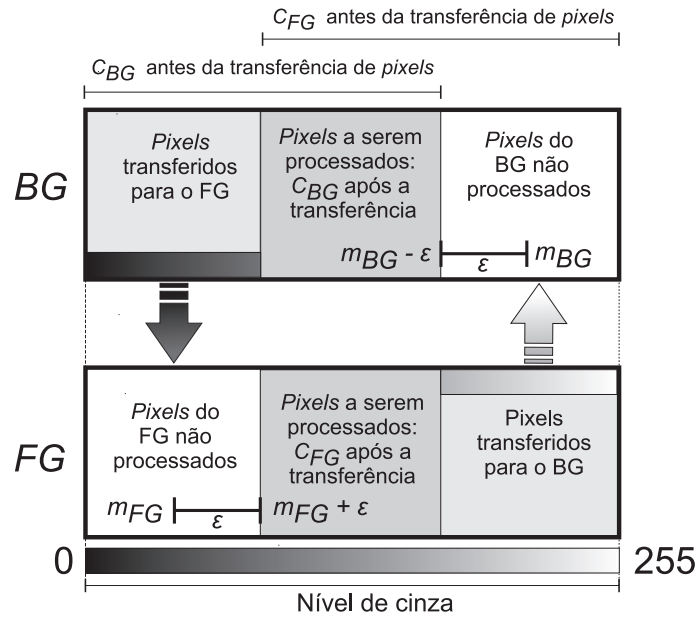 C_FG antes da transferência de pixels
C_BG antes da transferência de pixels
BG
Pixels
transferidos
para o FG
Pixels a serem
processados:
C_BG após a
transferência
Pixels do
BG não
processados
m_BG - ε
ε
m_BG
FG
Pixels do
FG não
processados
Pixels a serem
processados:
C_FG após a
transferência
Pixels
transferidos
para o BG
m_FG
ε
m_FG + ε
0
255
Nível de cinza